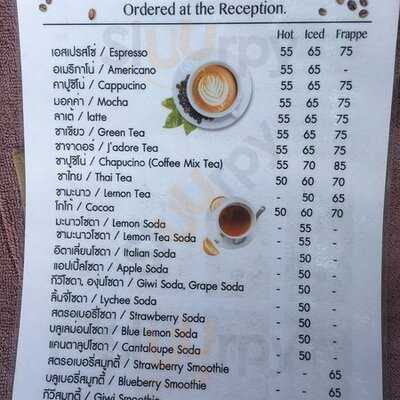 Ordered at the Reception.
Hot Iced Frappe
เอสเปรสโซ่ / Espresso 55 65 75
อเมริกาโน่ / Americano 55 65 -
คาปูชิโน่ / Cappucino 55 65 75
มอคค่า / Mocha 55 65 75
ลาเต้ / latte 55 65 75
ชาเขียว / Green Tea 55 65 75
ชาจาดอร์ / J'adore Tea 55 65 75
ชาปูชิโน่ / Chapucino (Coffee Mix Tea) 55 70 85
ชาไทย / Thai Tea 50 60 70
ชามะนาว / Lemon Tea - 50 65
โกโก้ / Cocoa 50 60 70
มะนาวโซดา / Lemon Soda - 55 -
ชามะนาวโซดา / Lemon Tea Soda - 55 -
อิตาเลี่ยนโซดา / Italian Soda - 50 -
แอปเปิ้ลโซดา / Apple Soda - 50 -
กีวีโซดา, องุ่นโซดา / Giwi Soda, Grape Soda - 50 -
ลิ้นจี่โซดา / Lychee Soda - 50 -
สตรอเบอรี่โซดา / Strawberry Soda - 50 -
บลูเลม่อนโซดา / Blue Lemon Soda - 50 -
แคนตาลูปโซดา / Cantaloupe Soda - 50 -
สตรอเบอรี่สมูทตี้ / Strawberry Smoothie - - 65
บลูเบอรี่สมูทตี้ / Blueberry Smoothie - - 65
กีวีสมูทตี้ / Giwi Smoothie